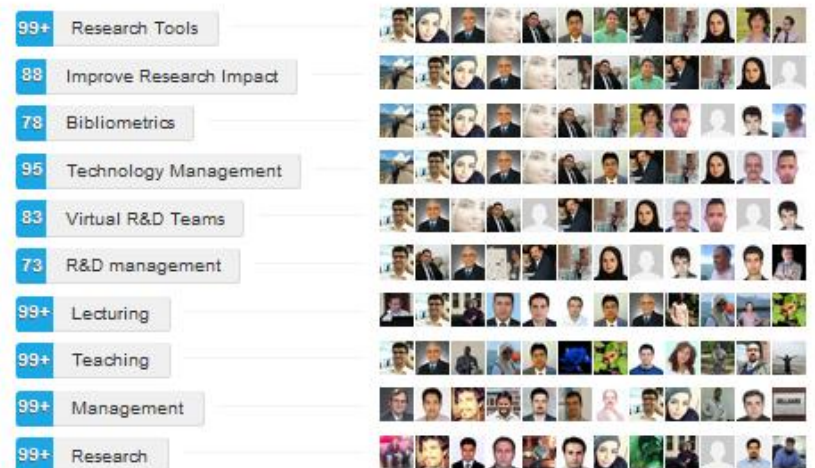 99+ Research Tools
88 Improve Research Impact
78 Bibliometrics
95 Technology Management
83 Virtual R&D Teams
73 R&D management
99+ Lecturing
99+ Teaching
99+ Management
99+ Research